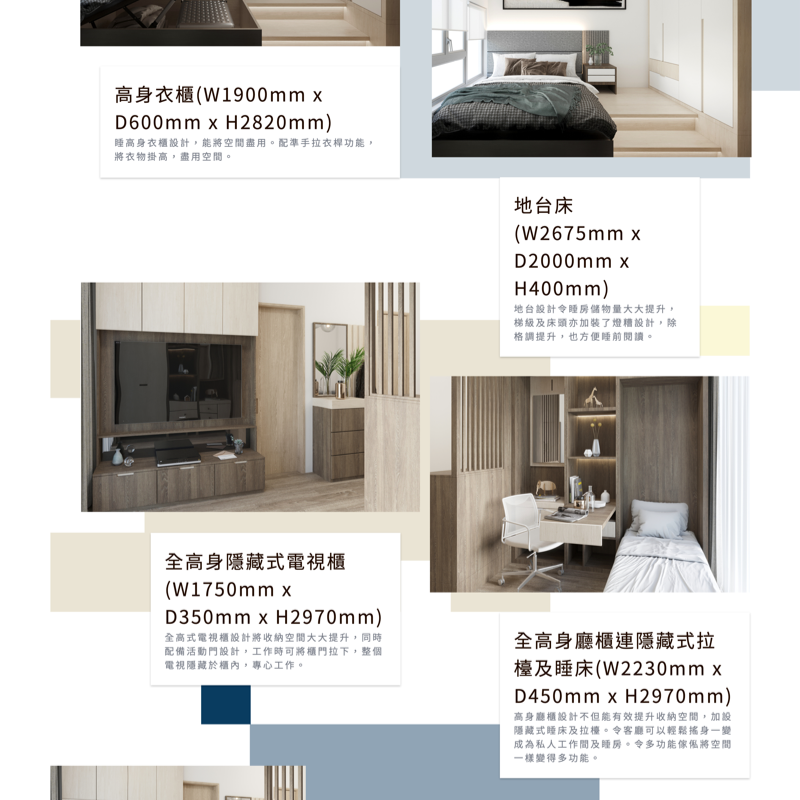 高身衣櫃(W1900mm x
D600mm x H2820mm)
睡高身衣櫃設計，能將空間盡用。配準手拉衣桿功能，
將衣物掛高，盡用空間。
地台床
(W2675mm x
D2000mm x
H400mm)
地台設計令睡房儲物量大大提升，
梯級及床頭亦加裝了燈糟設計，除
格調提升，也方便睡前閱讀。
全高身隱藏式電視櫃
(W1750mm x
D350mm x H2970mm)
全高式電視櫃設計將收納空間大大提升，同時
配備活動門設計，工作時可將櫃門拉下，整個
電視隱藏於櫃內，專心工作。
全高身廳櫃連隱藏式拉
檯及睡床(W2230mm x
D450mm x H2970mm)
高身廳櫃設計不但能有效提升收納空間，加設
隱藏式睡床及拉檯。令客廳可以輕鬆搖身一變
成為私人工作間及睡房。令多功能傢俬將空間
一樣變得多功能。